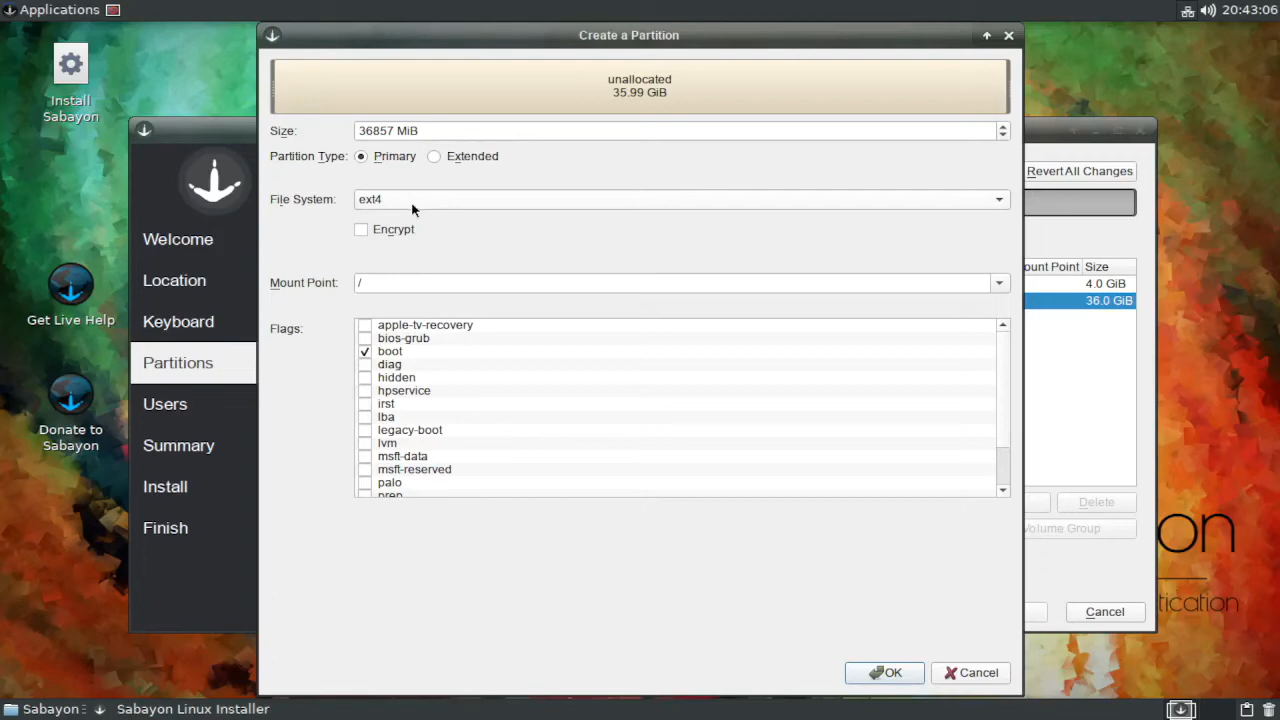 Applications
20:43:06
Create a Partition
Install
Sabayon
Get Live Help
Donate to
Sabayon
Welcome
Location
Keyboard
Partitions
Users
Summary
Install
Finish
unallocated
35.99 GiB
Size:
36857 MiB
Partition Type:
Primary
Extended
File System:
ext4
Encrypt
Mount Point:
/
Flags:
apple-tv-recovery
bios-grub
boot
diag
hidden
hpservice
irst
lba
legacy-boot
lvm
msft-data
msft-reserved
palo
prep
OK
Cancel
Revert All Changes
ount Point
Size
4.0 GiB
36.0 GiB
Delete
Volume Group
Cancel
on
tication
Sabayon
Sabayon Linux Installer